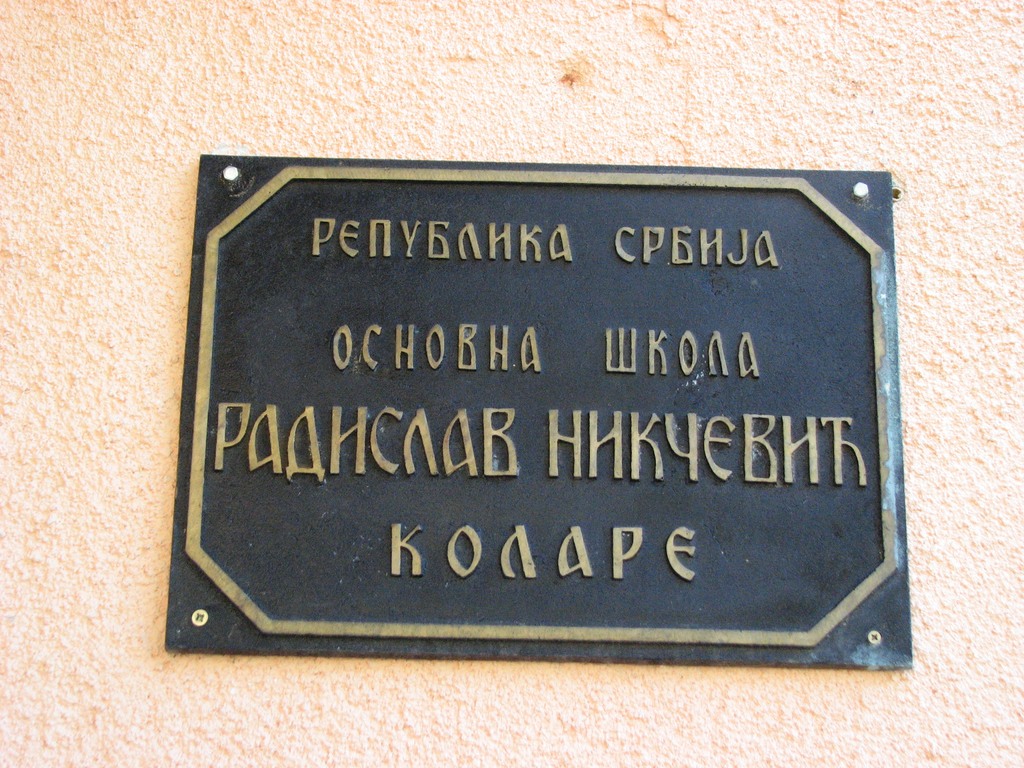 РЕПУБЛИКА СРБИЈА
ОСНОВНА ШКОЛА
РАДИСЛАВ НИКЧЕВИЋ
КОЛАРЕ